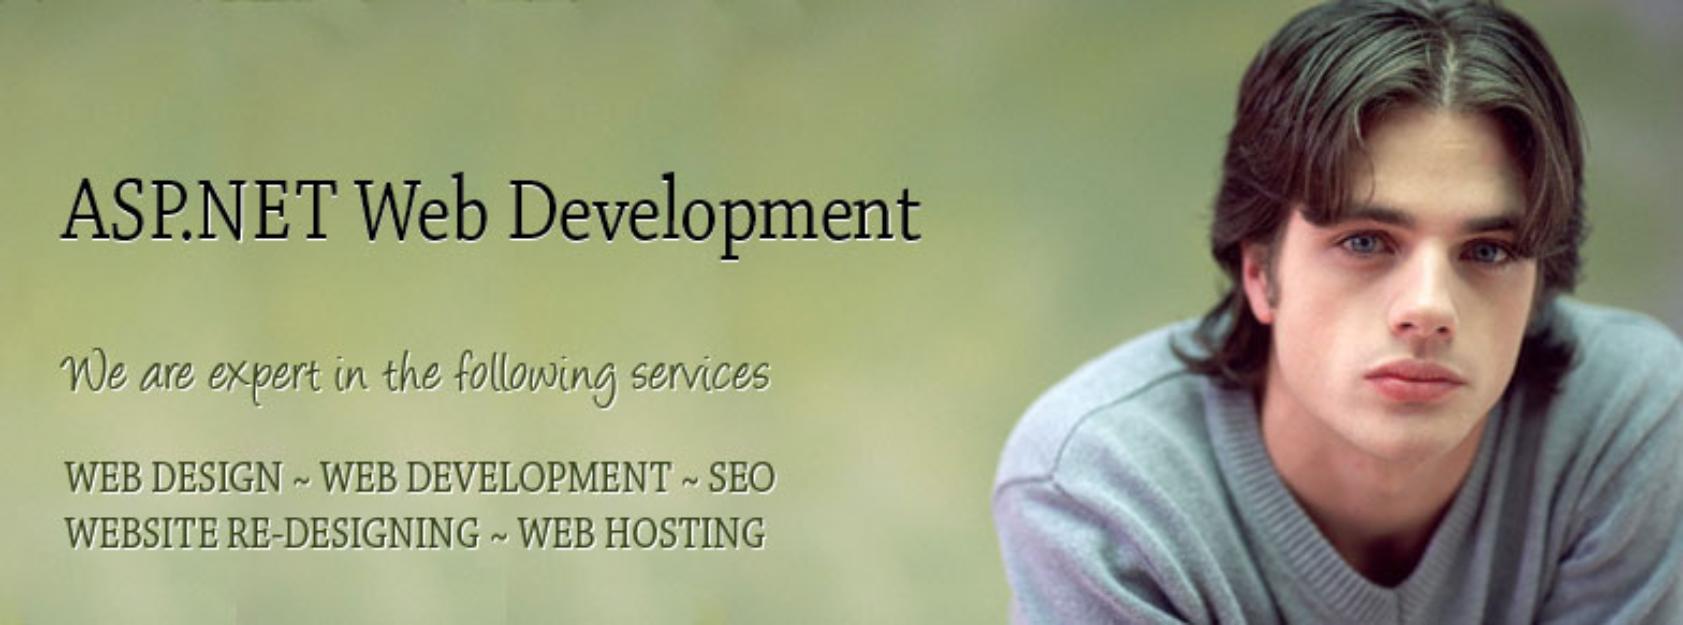 ASP.NET Web Development
We are expert in the following services
WEB DESIGN ~ WEB DEVELOPMENT ~ SEO
WEBSITE RE-DESIGNING ~ WEB HOSTING